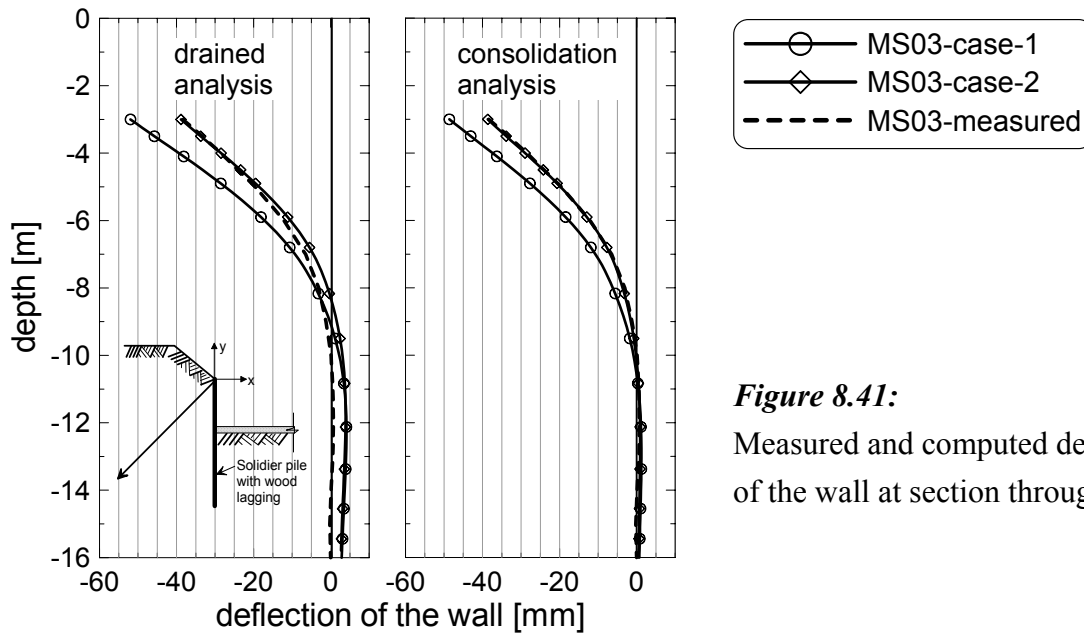 drained
analysis
consolidation
analysis
MS03-case-1
MS03-case-2
MS03-measured
0
-2
-4
-6
-8
-10
-12
-14
-16
depth [m]
y
x
Solidier pile
with wood
lagging
-60 -40 -20 0
-60 -40 -20 0
deflection of the wall [mm]
Figure 8.41:
Measured and computed de
of the wall at section throug